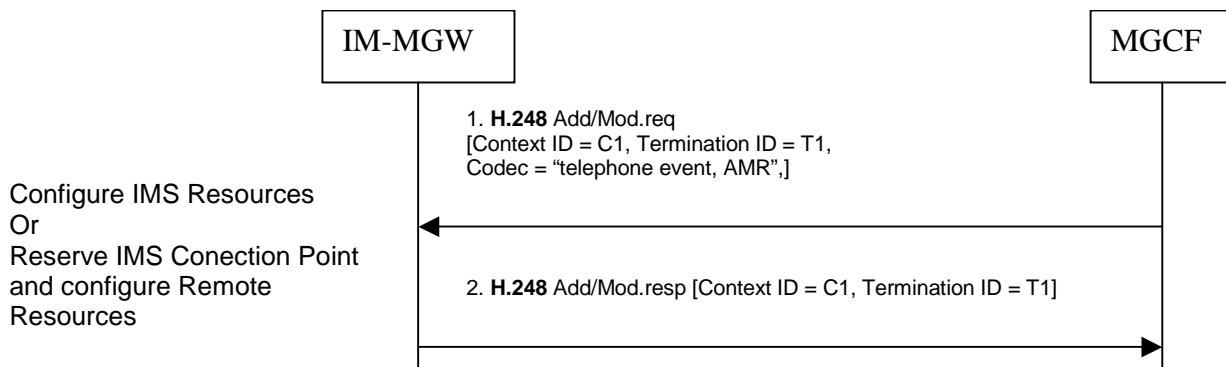 IM-MGW
MGCF
1. H.248 Add/Mod.req
[Context ID = C1, Termination ID = T1,
Codec = “telephone event, AMR”,]
Configure IMS Resources
Or
Reserve IMS Conection Point
and configure Remote
Resources
2. H.248 Add/Mod.resp [Context ID = C1, Termination ID = T1]